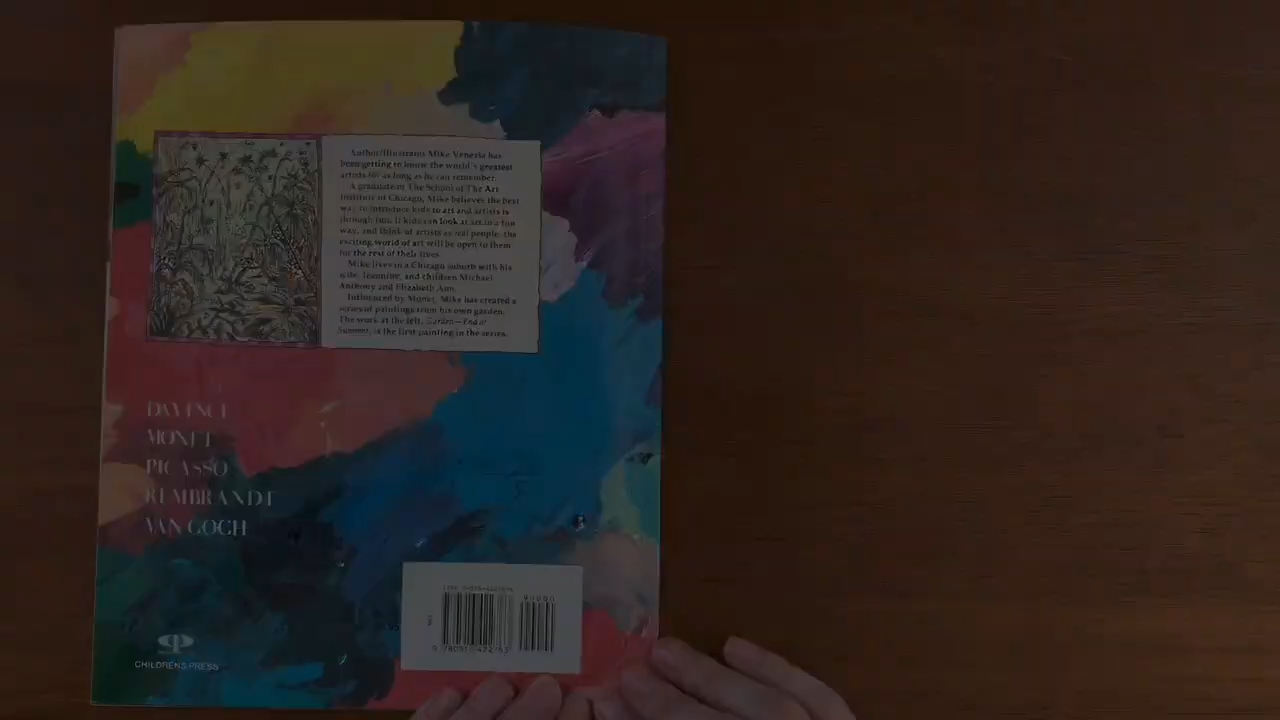 Author/Illustrator Mike Venezia has
been getting to know the world's greatest
artists for as long as he can remember.
A graduate of The School of The Art
Institute of Chicago, Mike believes the best
way to introduce kids to art and artists is
through fun. If kids can look at art in a fun
way, and think of artists as real people, the
exciting world of art will be open to them
for the rest of their lives.
Mike lives in a Chicago suburb with his
wife, Jeannine, and children Michael
Anthony and Elizabeth Ann.
Influenced by Monet, Mike has created a
series of paintings from his own garden.
The work at the left, Garden—End of
Summer, is the first painting in the series.
DA VINCI
MONET
PICASSO
REMBRANDT
VAN GOGH
CHILDRENS PRESS
90000